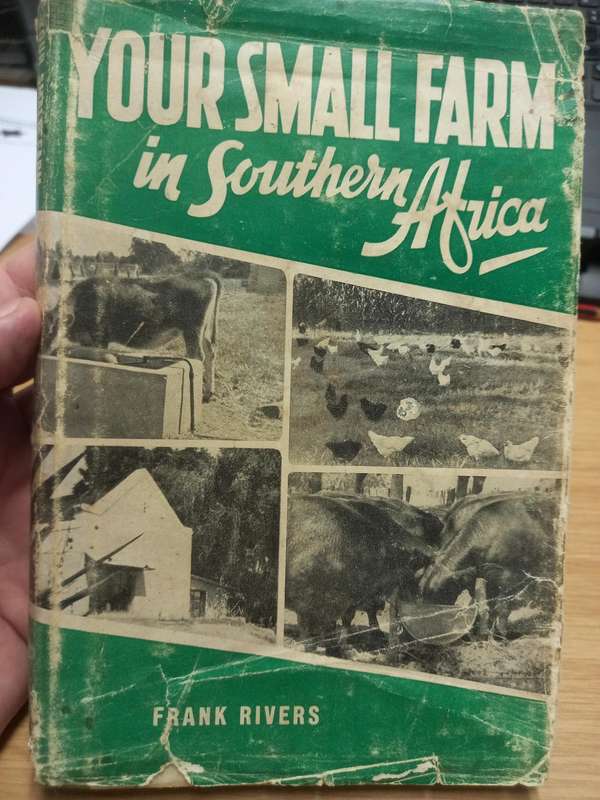 YOUR SMALL FARM
in Southern Africa
FRANK RIVERS